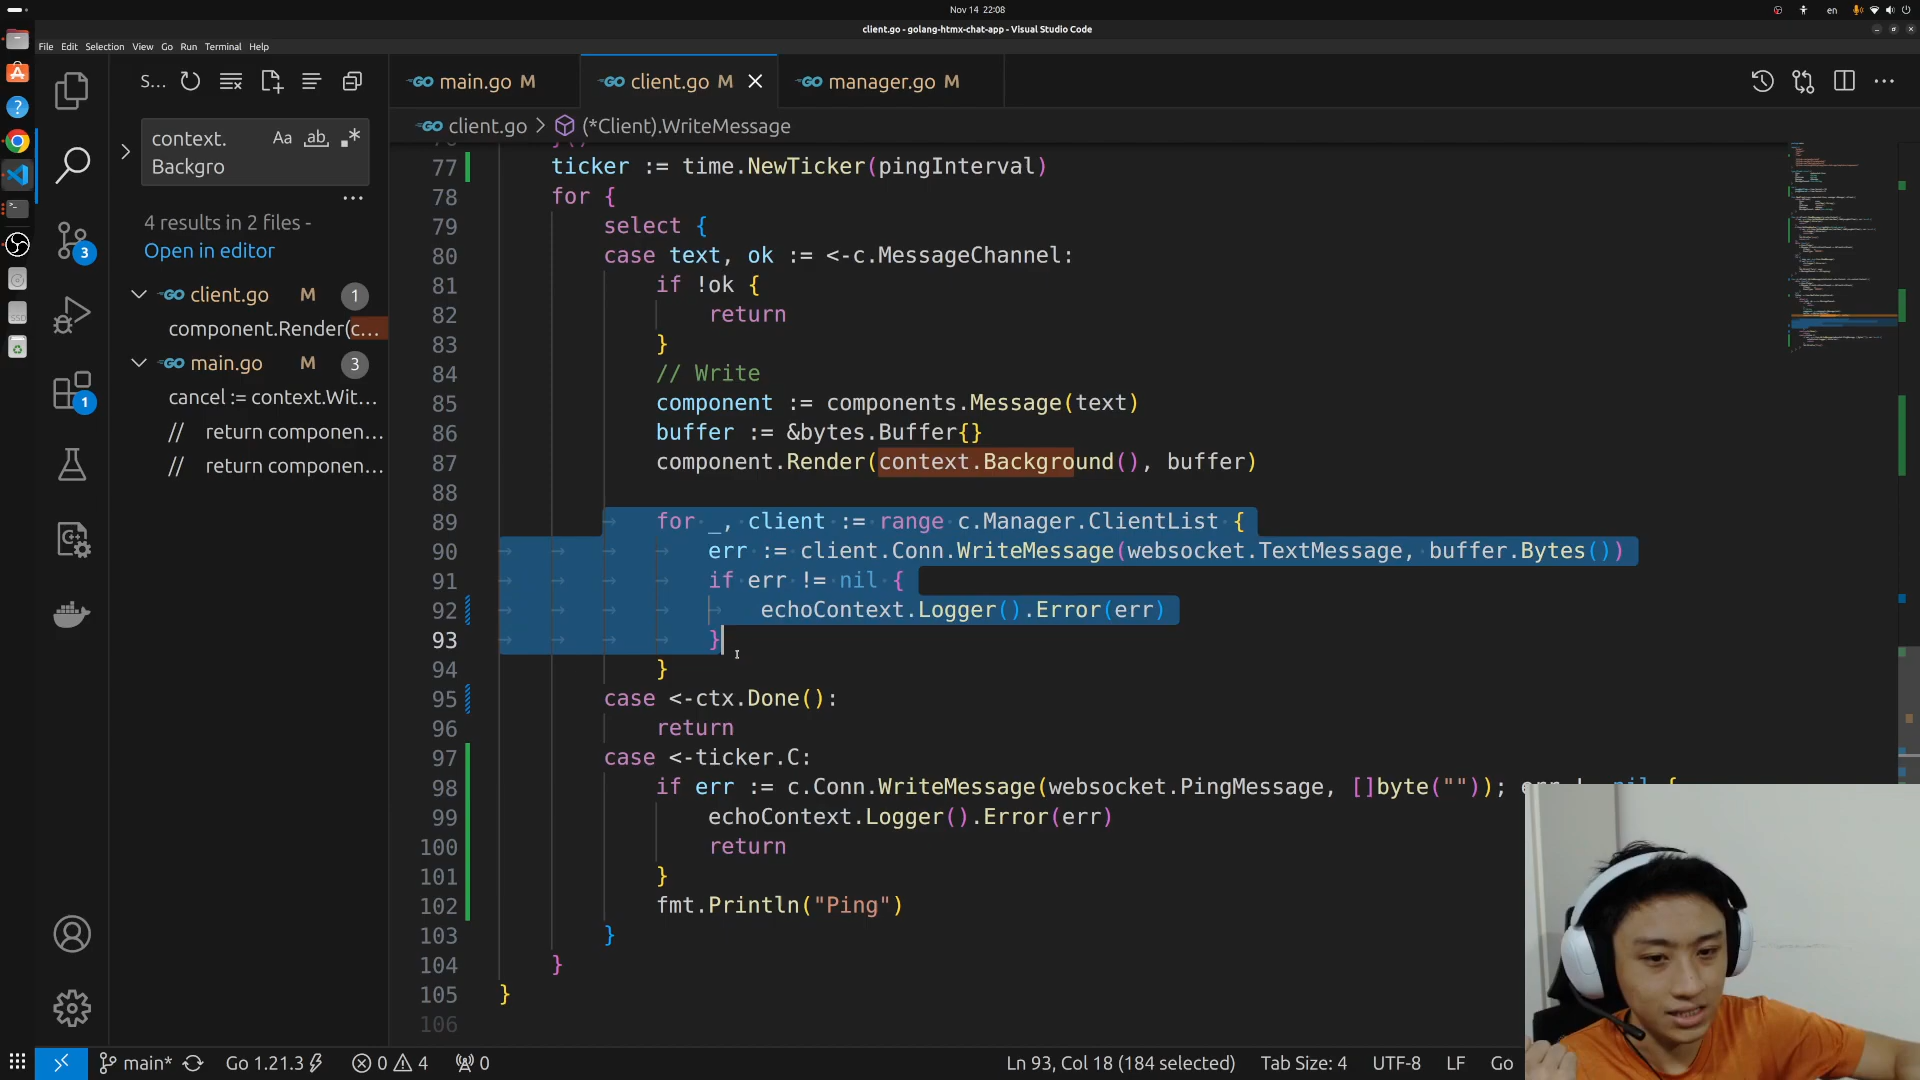 Nov 14 22:08
en
client.go - golang-htmx-chat-app - Visual Studio Code
File Edit Selection View Go Run Terminal Help
S...
main.go M
client.go M
manager.go M
context.
Backgro
Aa
ab
client.go
(*Client).WriteMessage
4 results in 2 files -
Open in editor
client.go M 1
component.Render(c...
main.go M 3
cancel := context.Wit...
// return componen...
// return componen...
3
1
77 ticker := time.NewTicker(pingInterval)
78 for {
79 select {
80 case text, ok := <-c.MessageChannel:
81 if !ok {
82 return
83 }
84 // Write
85 component := components.Message(text)
86 buffer := &bytes.Buffer{}
87 component.Render(context.Background(), buffer)
88
89 for _, client := range c.Manager.ClientList {
90 err := client.Conn.WriteMessage(websocket.TextMessage, buffer.Bytes())
91 if err != nil {
92 echoContext.Logger().Error(err)
93 }
94 }
95 case <-ctx.Done():
96 return
97 case <-ticker.C:
98 if err := c.Conn.WriteMessage(websocket.PingMessage, []byte("")); err != nil {
99 echoContext.Logger().Error(err)
100 return
101 }
102 fmt.Println("Ping")
103 }
104 }
105 }
106
main* Go 1.21.3 0 4 0
Ln 93, Col 18 (184 selected) Tab Size: 4 UTF-8 LF Go